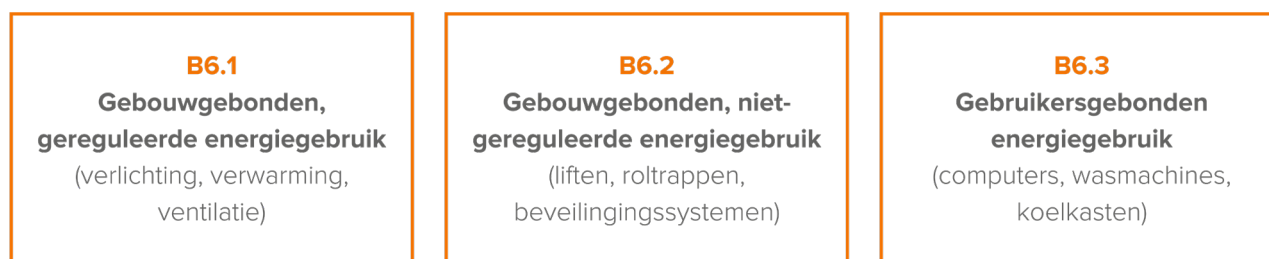 B6.1
Gebouwgebonden,
gereguleerde energiegebruik
(verlichting, verwarming,
ventilatie)
B6.2
Gebouwgebonden, niet-
gereguleerde energiegebruik
(liften, roltrappen,
beveilingingssystemen)
B6.3
Gebruikersgebonden
energiegebruik
(computers, wasmachines,
koelkasten)